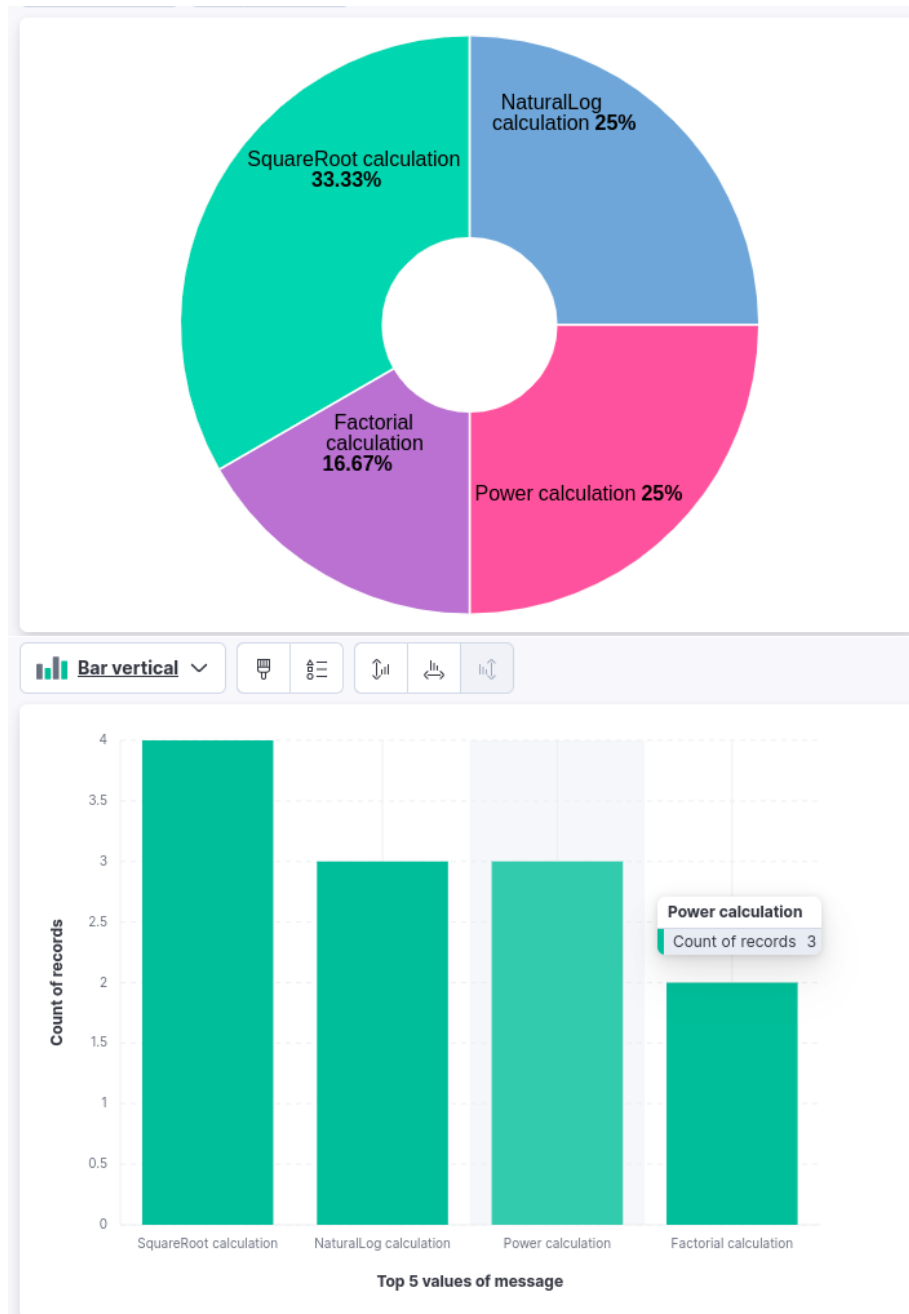 NaturalLog
calculation 25%
SquareRoot calculation
33.33%
Factorial
calculation
16.67%
Power calculation 25%
Bar vertical
4
3.5
3
2.5
2
1.5
1
0.5
0
Count of records
Power calculation
Count of records 3
SquareRoot calculation
NaturalLog calculation
Power calculation
Factorial calculation
Top 5 values of message